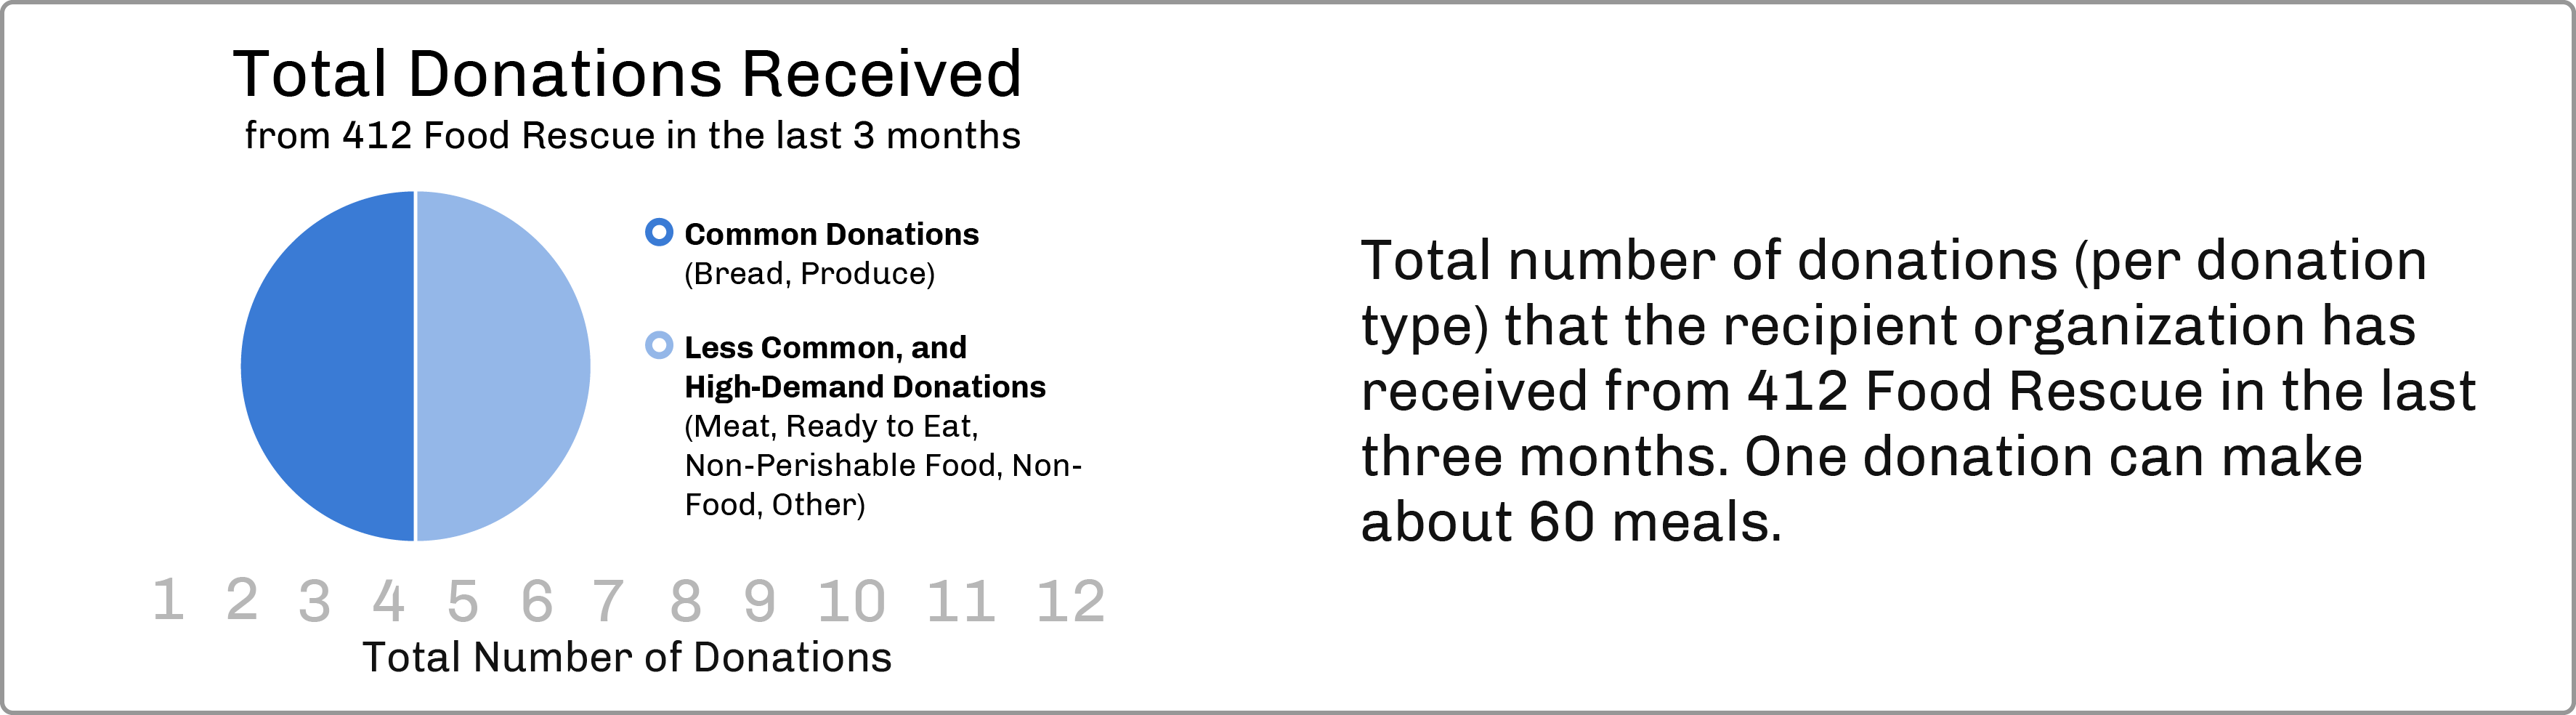 Total Donations Received
from 412 Food Rescue in the last 3 months
Common Donations
(Bread, Produce)
Less Common, and
High-Demand Donations
(Meat, Ready to Eat,
Non-Perishable Food, Non-
Food, Other)
1 2 3 4 5 6 7 8 9 10 11 12
Total Number of Donations
Total number of donations (per donation
type) that the recipient organization has
received from 412 Food Rescue in the last
three months. One donation can make
about 60 meals.